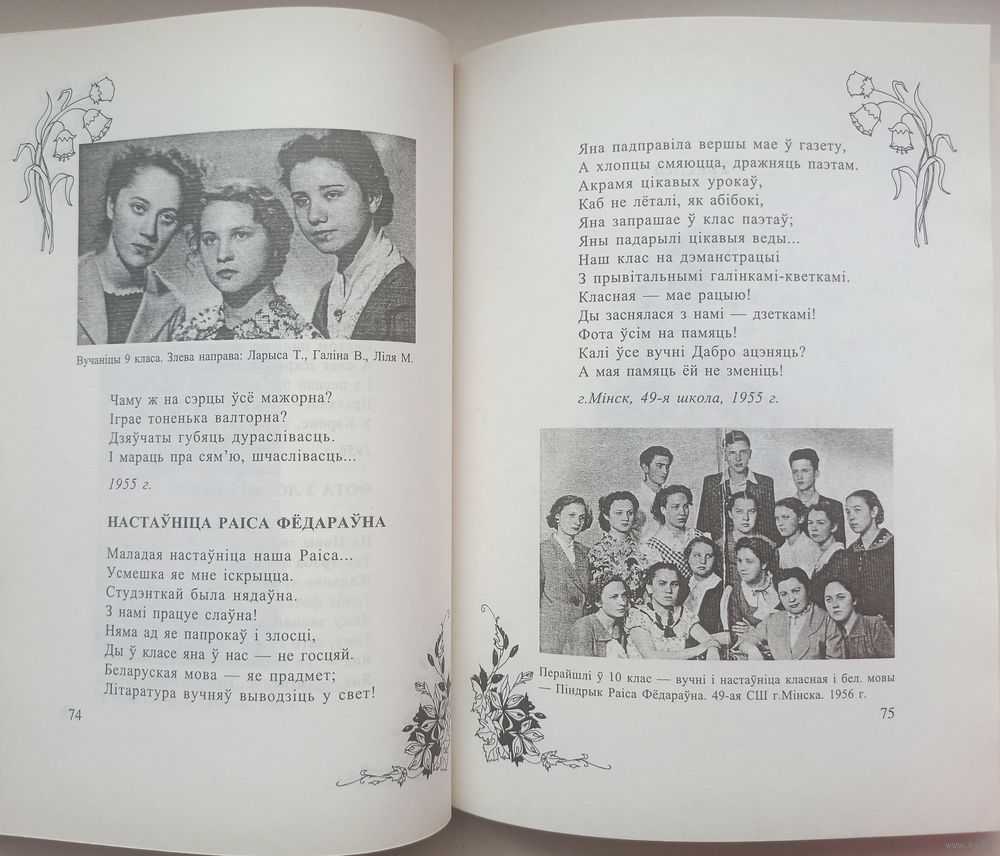 Вучаніцы 9 класа. Злева направа: Ларыса Т., Галіна В., Ліля М.
Чаму ж на сэрцы ўсё мажорна?
Іграе тоненька валторна?
Дзяўчаты губяць дураслівасць.
І мараць пра сям’ю, шчаслівасць...
1955 г.
НАСТАЎНІЦА РАІСА ФЁДАРАЎНА
Маладая настаўніца наша Раіса...
Усмешка яе мне іскрыцца.
Студэнткай была нядаўна.
З намі працуе слаўна!
Няма ад яе папрокаў і злосці,
Ды ў класе яна ў нас — не госцяй.
Беларуская мова — яе прадмет;
Літаратура вучняў выводзіць у свет!
74
Яна падправіла вершы мае ў газету,
А хлопцы смяюцца, дражняць паэтам.
Акрамя цікавых урокаў,
Каб не лёталі, як абібокі,
Яна запрашае ў клас паэтаў;
Яны падарылі цікавыя веды...
Наш клас на дэманстрацыі
З прывітальнымі галінкамі-кветкамі.
Класная — мае рацыю!
Ды заснялася з намі — дзеткамі!
Фота ўсім на памяць!
Калі ўсе вучні Дабро ацэняць?
А мая памяць ёй не зменіць!
г.Мінск, 49-я школа, 1955 г.
Перайшлі ў 10 клас — вучні і настаўніца класная і бел. мовы
— Піндрык Раіса Фёдараўна. 49-ая СШ г.Мінска. 1956 г.
75